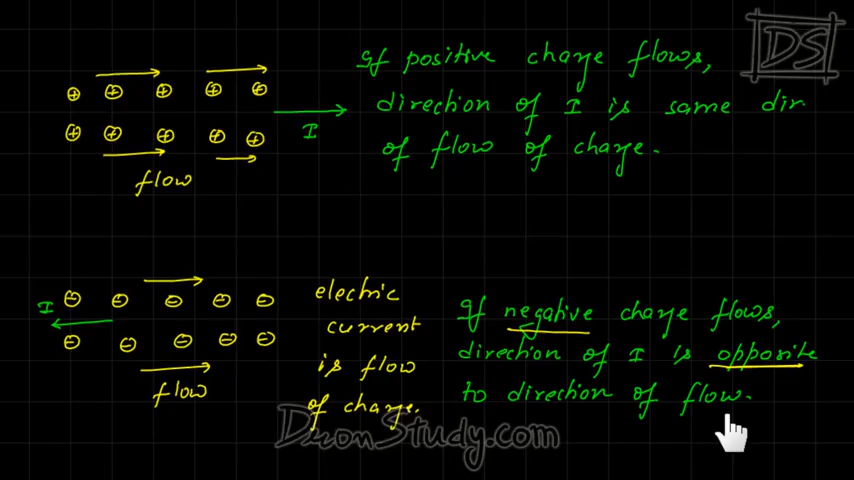 DS
If positive charge flows,
direction of I is same dir.
of flow of charge.
I
flow
I
flow
electric
current
is flow
of charge.
If negative charge flows,
direction of I is opposite
to direction of flow.
DronStudy.com